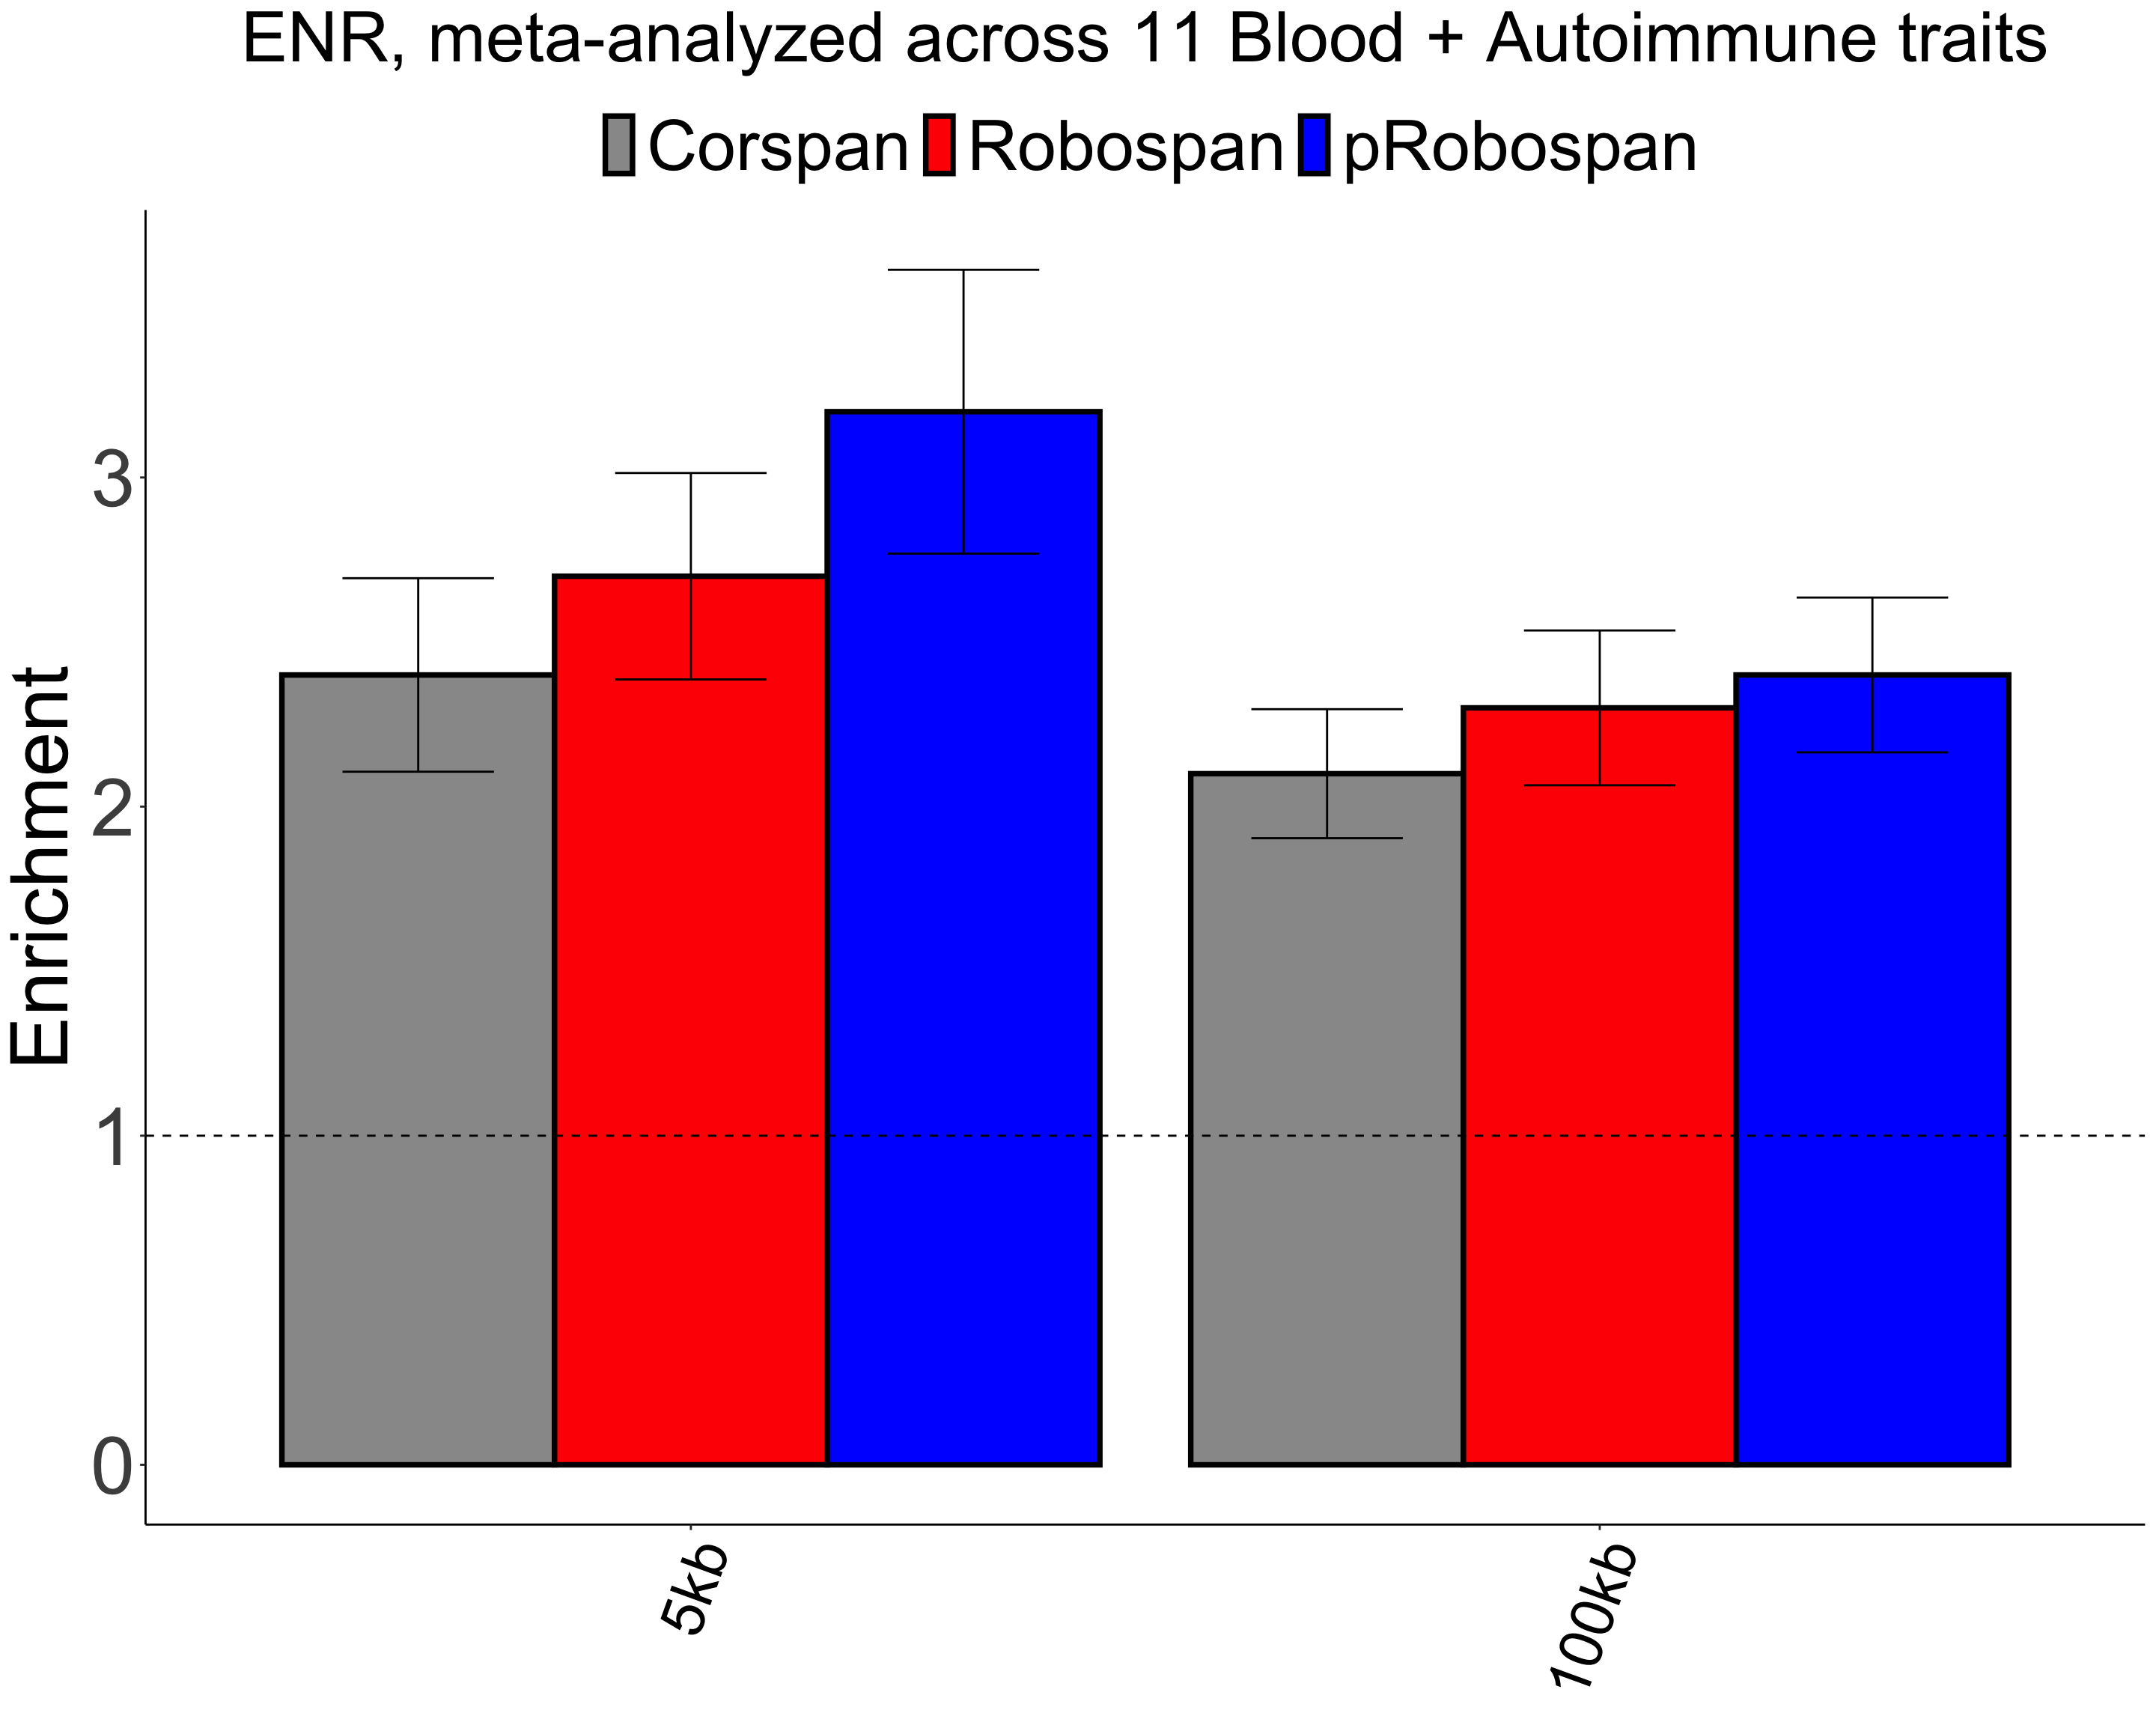 ENR, meta-analyzed across 11 Blood + Autoimmune traits
Corspan Robospan pRobospan
Enrichment
3
2
1
0
5kb 100kb